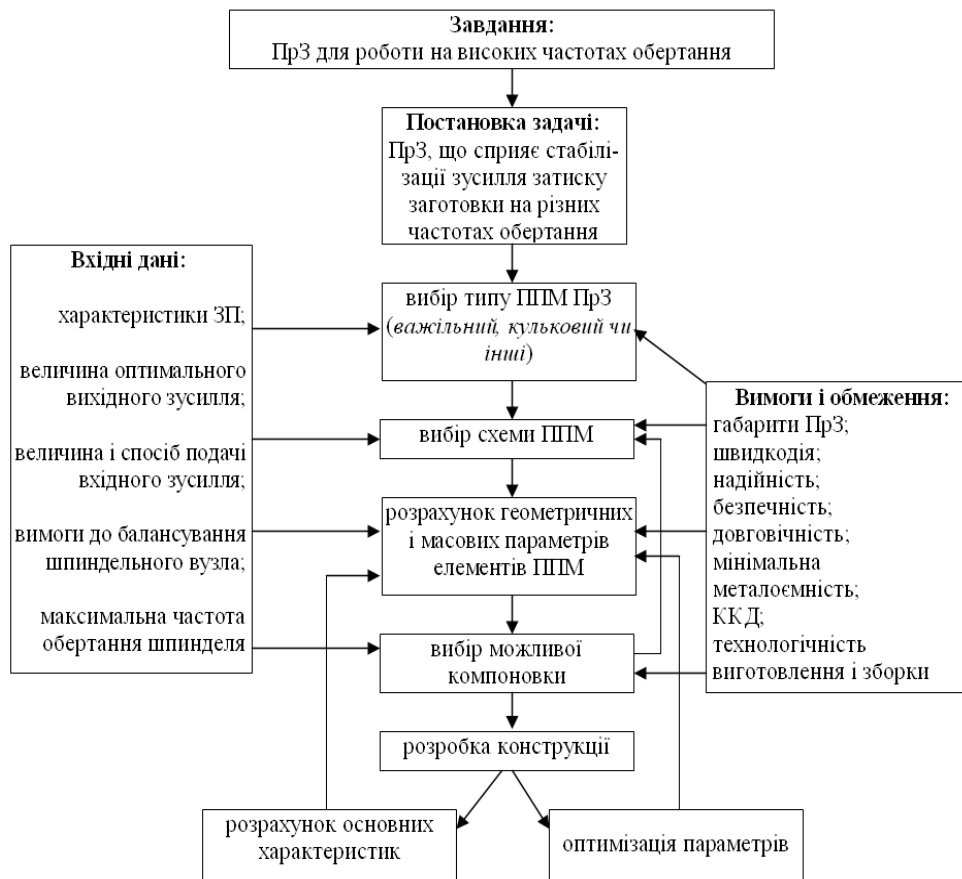 Завдання:
ПрЗ для роботи на високих частотах обертання
Постановка задачі:
ПрЗ, що сприяє стабілі-
зації зусилля затиску
заготовки на різних
частотах обертання
Вхідні дані:
характеристики ЗП;
величина оптимального
вихідного зусилля;
величина і спосіб подачі
вхідного зусилля;
вимоги до балансування
шпиндельного вузла;
максимальна частота
обертання шпинделя
вибір типу ППМ ПрЗ
(важільний, кульковий чи
інші)
вибір схеми ППМ
розрахунок геометричних
і масових параметрів
елементів ППМ
вибір можливої
компоновки
розробка конструкції
Вимоги і обмеження:
габарити ПрЗ;
швидкодія;
надійність;
безпечність;
довговічність;
мінімальна
металоємність;
ККД;
технологічність
виготовлення і зборки
розрахунок основних
характеристик
оптимізація параметрів